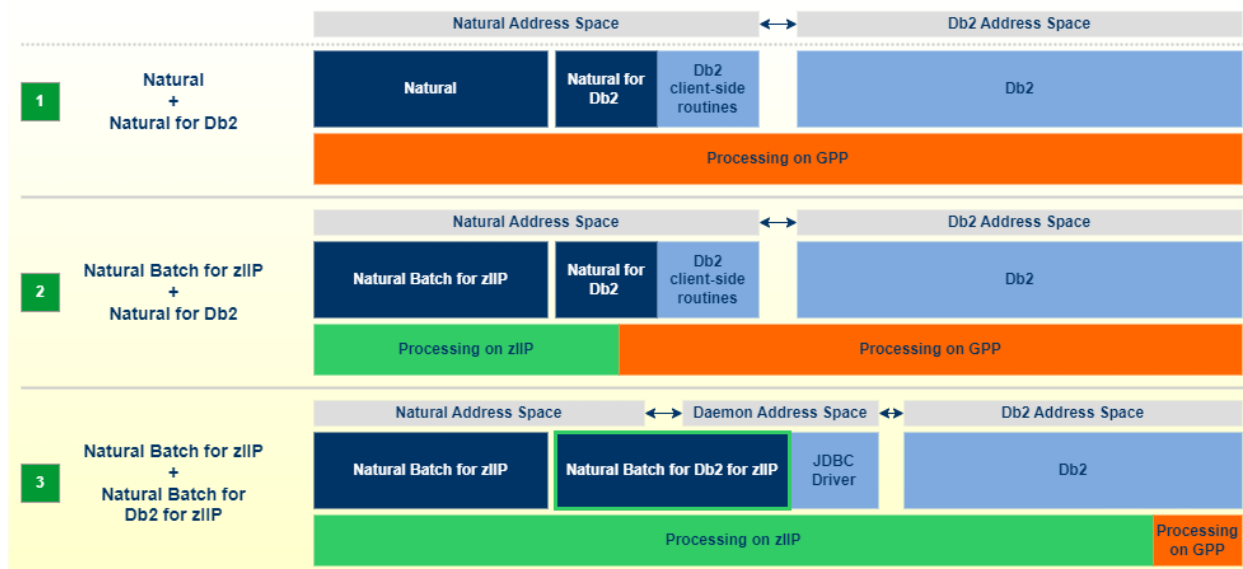 Natural Address Space
Db2 Address Space
1
Natural
+
Natural for Db2
Natural
Natural for
Db2
Db2
client-side
routines
Db2
Processing on GPP
Natural Address Space
Db2 Address Space
2
Natural Batch for zIIP
+
Natural for Db2
Natural Batch for zIIP
Natural for
Db2
Db2
client-side
routines
Db2
Processing on zIIP
Processing on GPP
Natural Address Space
Daemon Address Space
Db2 Address Space
3
Natural Batch for zIIP
+
Natural Batch for
Db2 for zIIP
Natural Batch for zIIP
Natural Batch for Db2 for zIIP
JDBC
Driver
Db2
Processing on zIIP
Processing
on GPP